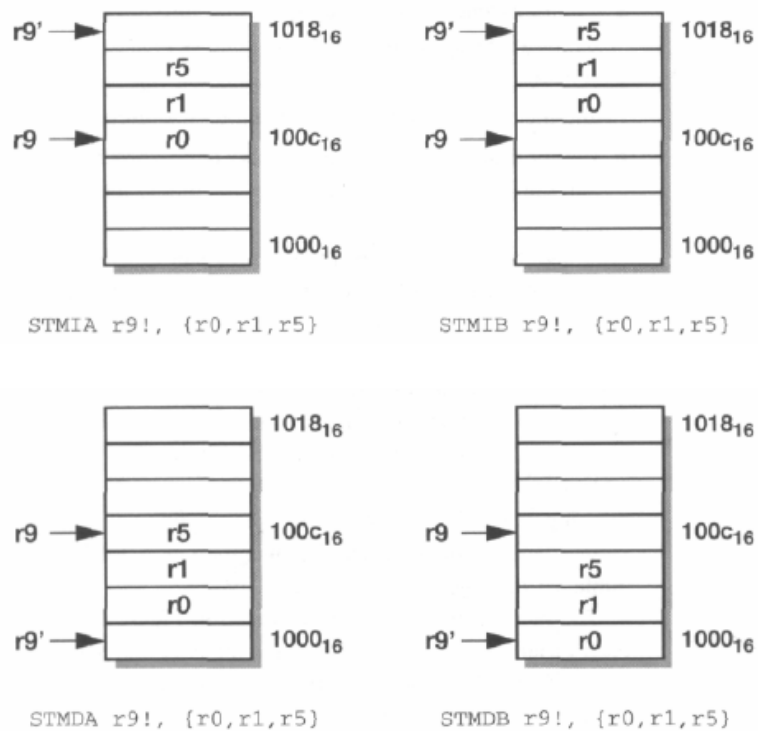 r9' 1018₁₆
r5
r1
r9 r0 100c₁₆
1000₁₆
STMIA r9!, {r0,r1,r5}
r9' r5 1018₁₆
r1
r0
r9 100c₁₆
1000₁₆
STMIB r9!, {r0,r1,r5}
1018₁₆
r9 r5 100c₁₆
r1
r0
r9' 1000₁₆
STMDA r9!, {r0,r1,r5}
1018₁₆
r9 100c₁₆
r5
r1
r9' r0 1000₁₆
STMDB r9!, {r0,r1,r5}